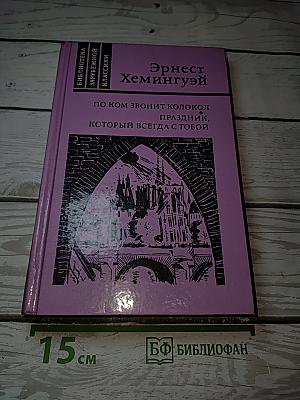 БИБЛИОТЕКА
ЗАРУБЕЖНОЙ
КЛАССИКИ
Эрнест
Хемингуэй
ПО КОМ ЗВОНИТ КОЛОКОЛ
ПРАЗДНИК,
КОТОРЫЙ ВСЕГДА С ТОБОЙ
15 см
БФ БИБЛИОФАН